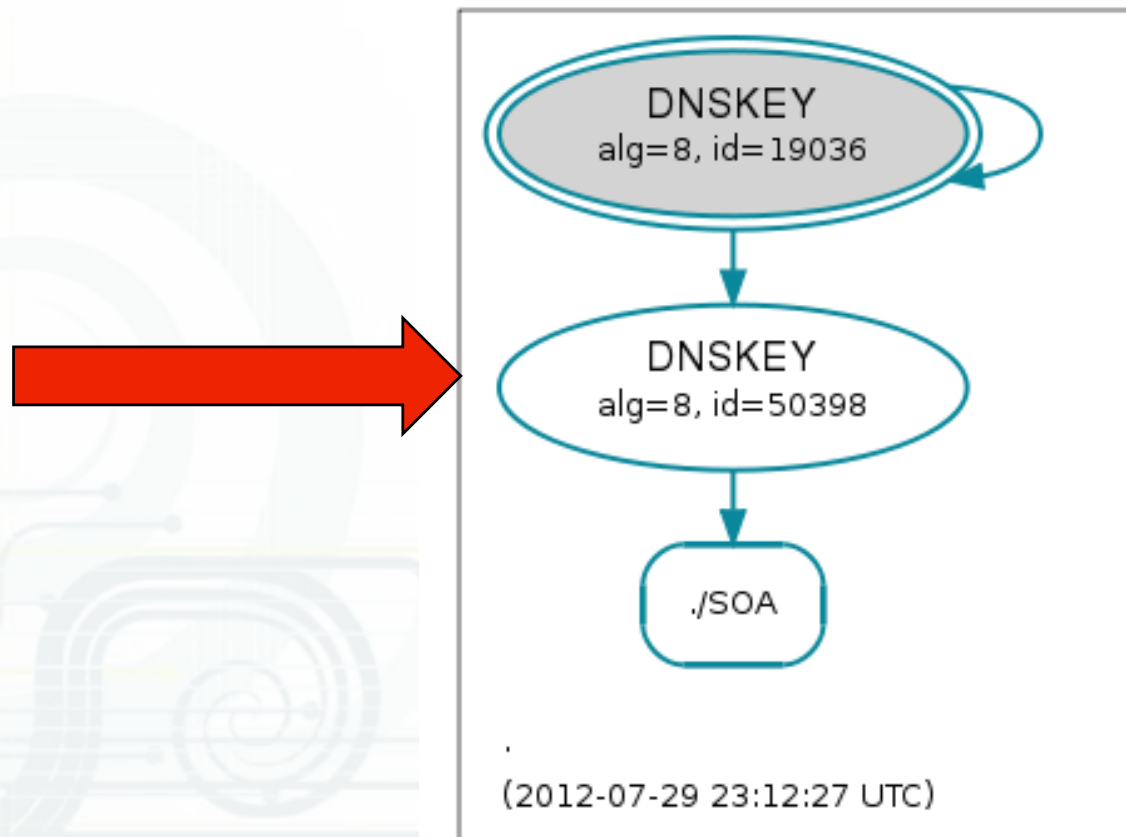 DNSKEY
alg=8, id=19036
DNSKEY
alg=8, id=50398
./SOA
.
(2012-07-29 23:12:27 UTC)